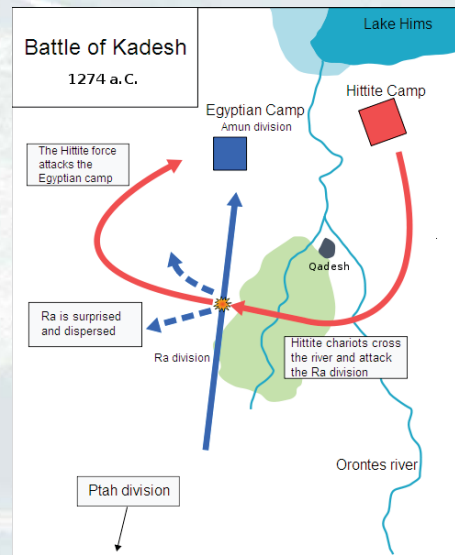 Battle of Kadesh
1274 a.C.
Lake Hims
Hittite Camp
Egyptian Camp
Amun division
The Hittite force
attacks the
Egyptian camp
Qadesh
Ra is surprised
and dispersed
Ra division
Hittite chariots cross
the river and attack
the Ra division
Orontes river
Ptah division